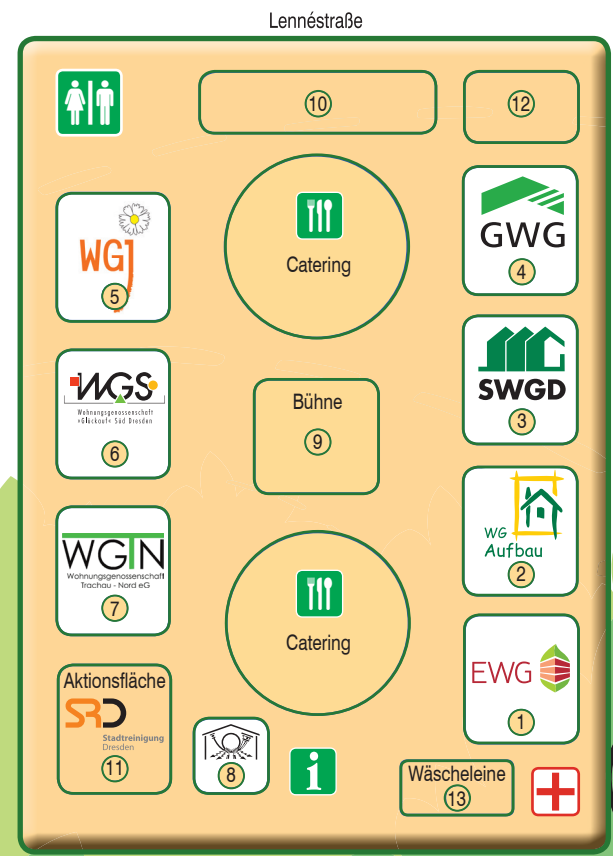 Lennéstraße
10
12
Catering
GWG
4
WGJ
5
SWGD
3
WGS
Wohnungsgenossenschaft
»Glückauf« Süd Dresden
6
Bühne
9
WG
Aufbau
2
WGTN
Wohnungsgenossenschaft
Trachau - Nord eG
7
Catering
EWG
1
Aktionsfläche
SRD
Stadtreinigung
Dresden
11
8
i
Wäscheleine
13